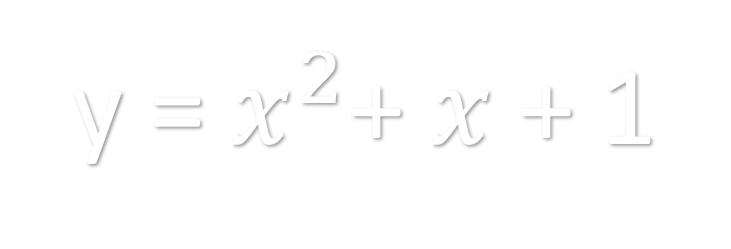 y = x²+ x + 1